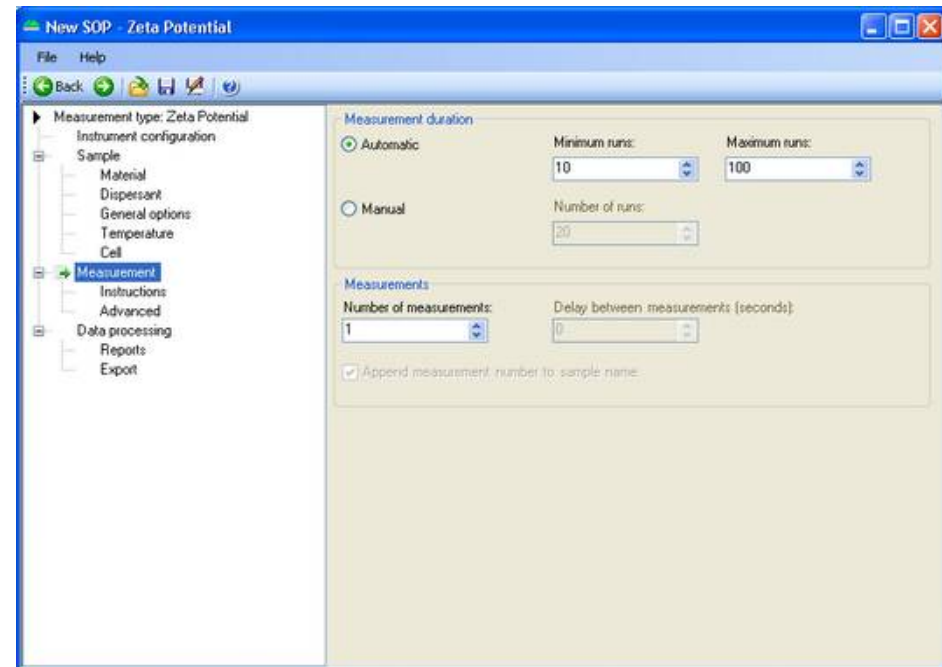 New SOP - Zeta Potential
File Help
Back
Measurement type: Zeta Potential
Instrument configuration
Sample
Material
Dispersant
General options
Temperature
Cell
Measurement
Instructions
Advanced
Data processing
Reports
Export
Measurement duration
Automatic
Minimum runs:
Maximum runs:
10
100
Manual
Number of runs:
20
Measurements
Number of measurements:
Delay between measurements (seconds):
1
0
Append measurement number to sample name